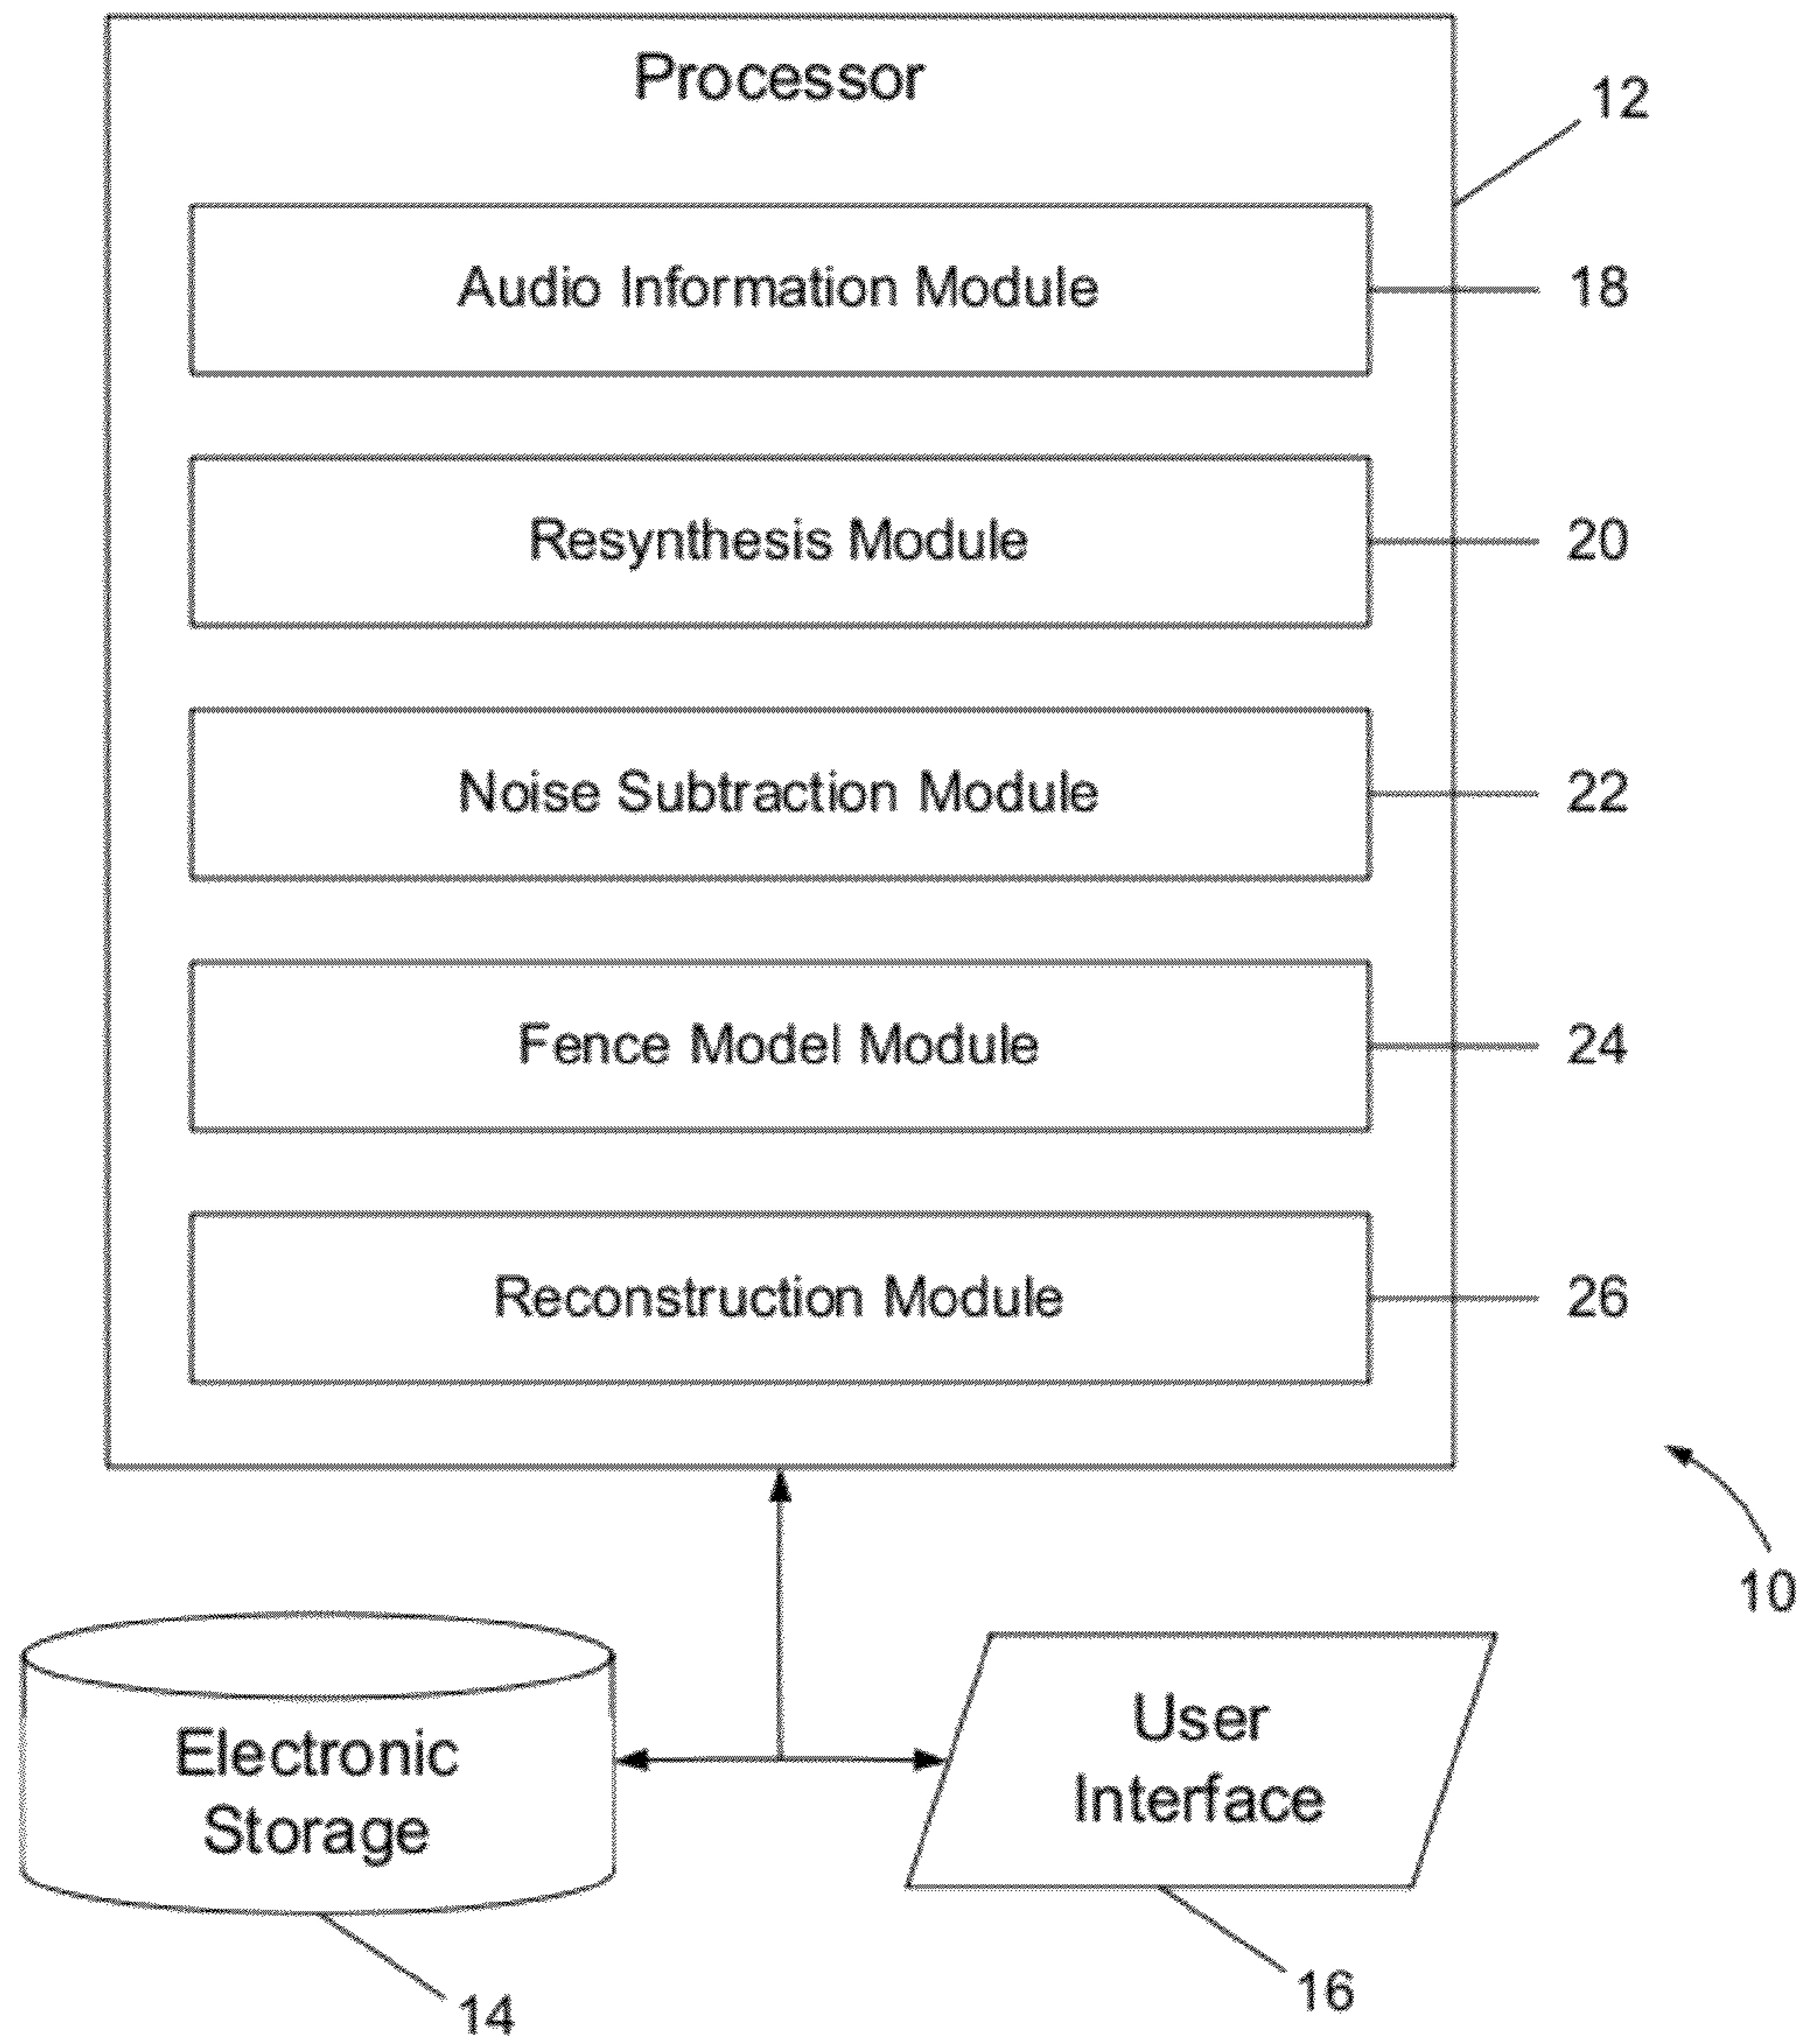 Processor
12
Audio Information Module
18
Resynthesis Module
20
Noise Subtraction Module
22
Fence Model Module
24
Reconstruction Module
26
10
Electronic
Storage
User
Interface
14
16